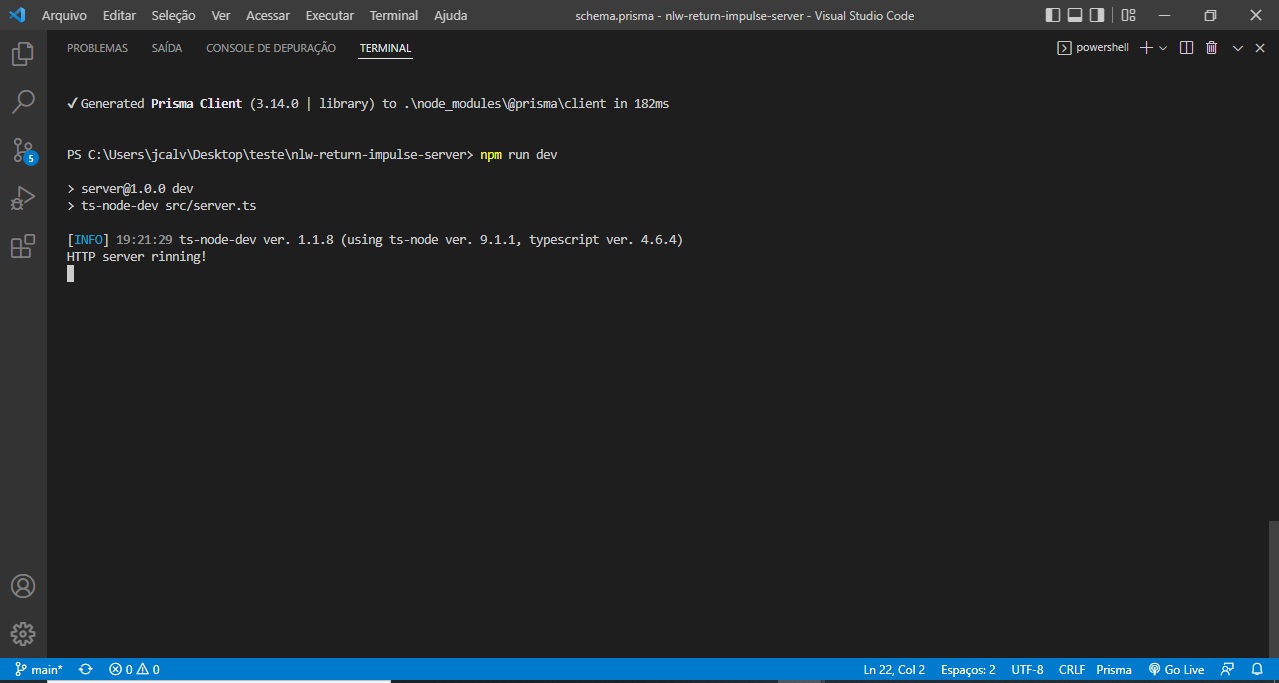 Arquivo Editar Seleção Ver Acessar Executar Terminal Ajuda schema.prisma - nlw-return-impulse-server - Visual Studio Code
PROBLEMAS SAÍDA CONSOLE DE DEPURAÇÃO TERMINAL powershell
✓Generated Prisma Client (3.14.0 | library) to .\node_modules\@prisma\client in 182ms
PS C:\Users\jcalv\Desktop\teste\nlw-return-impulse-server> npm run dev
> server@1.0.0 dev
> ts-node-dev src/server.ts
[INFO] 19:21:29 ts-node-dev ver. 1.1.8 (using ts-node ver. 9.1.1, typescript ver. 4.6.4)
HTTP server rinning!
5
main* 0 0 Ln 22, Col 2 Espaços: 2 UTF-8 CRLF Prisma Go Live